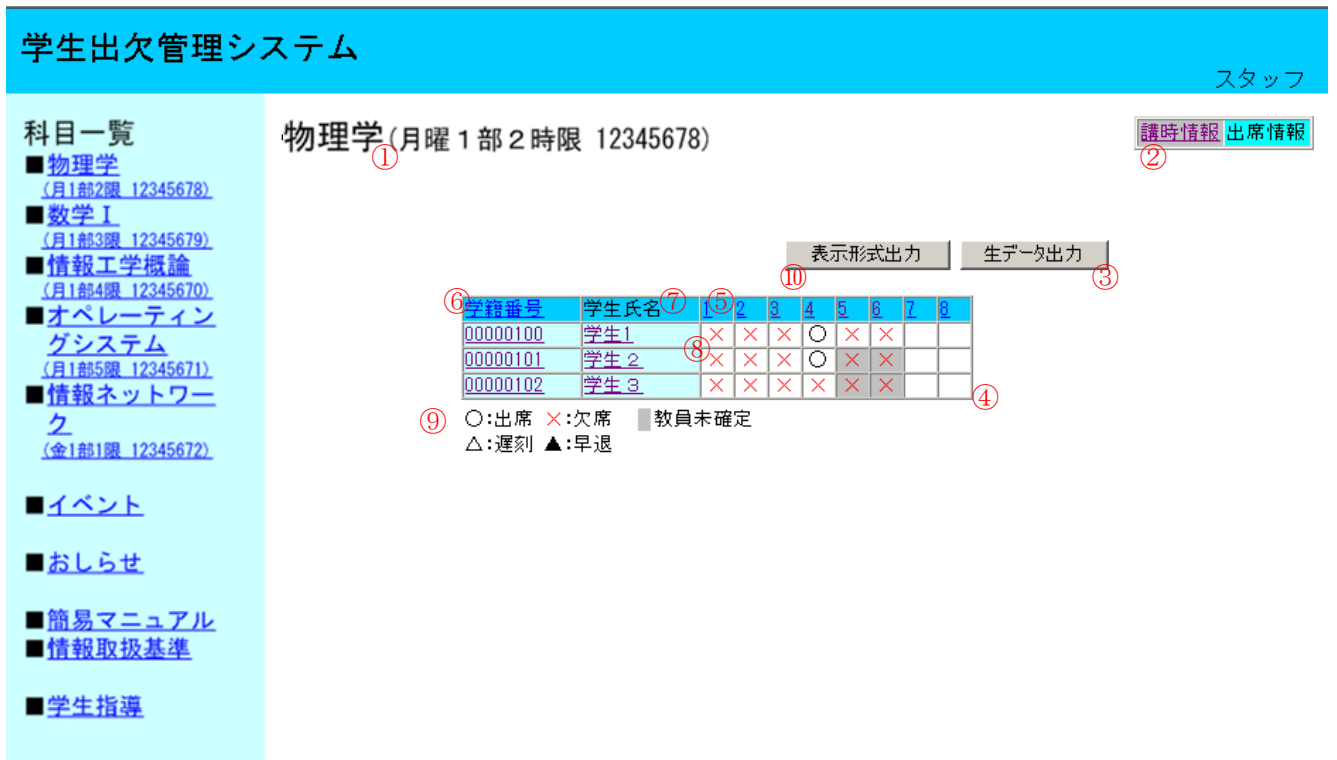 学生出欠管理システム
スタッフ
科目一覧
■物理学
(月1部2限 12345678)
■数学Ⅰ
(月1部3限 12345679)
■情報工学概論
(月1部4限 12345670)
■オペレーティン
グシステム
(月1部5限 12345671)
■情報ネットワー
ク
(金1部1限 12345672)
■イベント
■おしらせ
■簡易マニュアル
■情報取扱基準
■学生指導
物理学(月曜1部2時限 12345678)
①
講時情報 出席情報
②
表示形式出力 生データ出力
⑩ ③
⑥学籍番号 学生氏名⑦ 1⑤ 2 3 4 5 6 7 8
00000100 学生1 × × × ○ × ×
⑧
00000101 学生2 × × × ○ × ×
00000102 学生3 × × × × × ×
④
⑨ ○:出席 ×:欠席 教員未確定
△:遅刻 ▲:早退